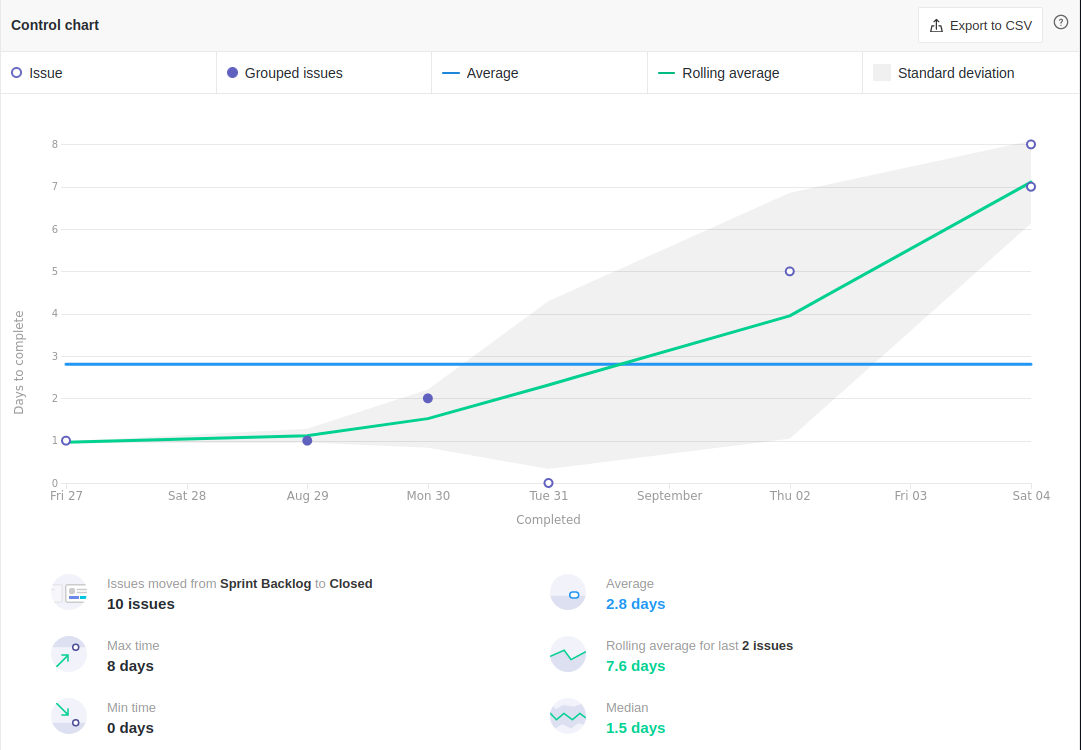 Control chart
Export to CSV
?
Issue
Grouped issues
Average
Rolling average
Standard deviation
8
7
6
5
4
3
2
1
0
Days to complete
Fri 27 Sat 28 Aug 29 Mon 30 Tue 31 September Thu 02 Fri 03 Sat 04
Completed
Issues moved from Sprint Backlog to Closed
10 issues
Average
2.8 days
Max time
8 days
Rolling average for last 2 issues
7.6 days
Min time
0 days
Median
1.5 days